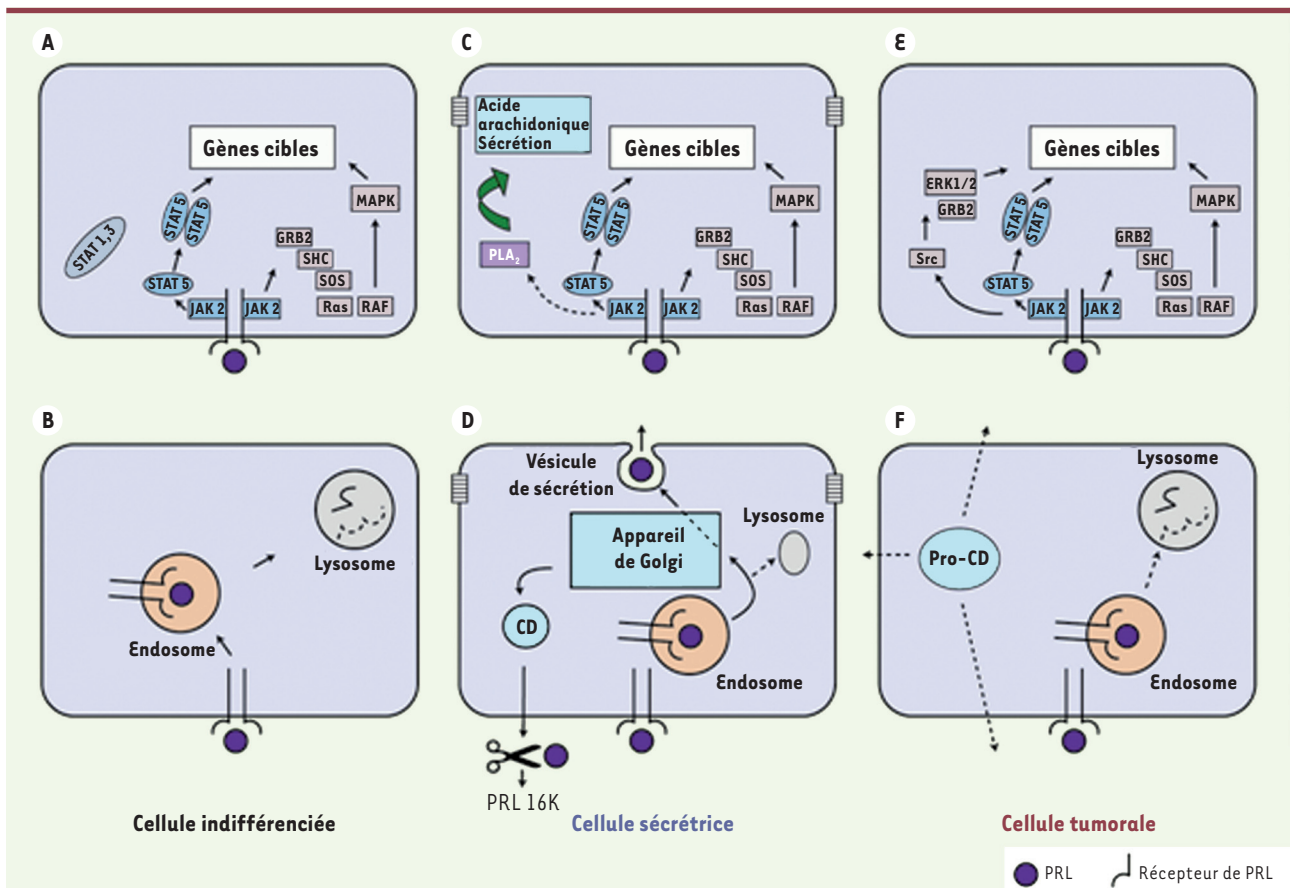 A
Gènes cibles
MAPK
STAT 5
STAT 5
STAT 1,3
GRB2
SHC
SOS
STAT 5
JAK 2
JAK 2
Ras
RAF
C
Acide
arachidonique
Sécrétion
Gènes cibles
MAPK
STAT 5
STAT 5
PLA₂
GRB2
SHC
SOS
STAT 5
JAK 2
JAK 2
Ras
RAF
E
Gènes cibles
ERK1/2
GRB2
MAPK
STAT 5
STAT 5
Src
GRB2
SHC
SOS
STAT 5
JAK 2
JAK 2
Ras
RAF
B
Lysosome
Endosome
D
Vésicule
de sécrétion
Appareil
de Golgi
Lysosome
CD
Endosome
PRL 16K
F
Lysosome
Pro-CD
Endosome
Cellule indifférenciée
Cellule sécrétrice
Cellule tumorale
PRL
Récepteur de PRL